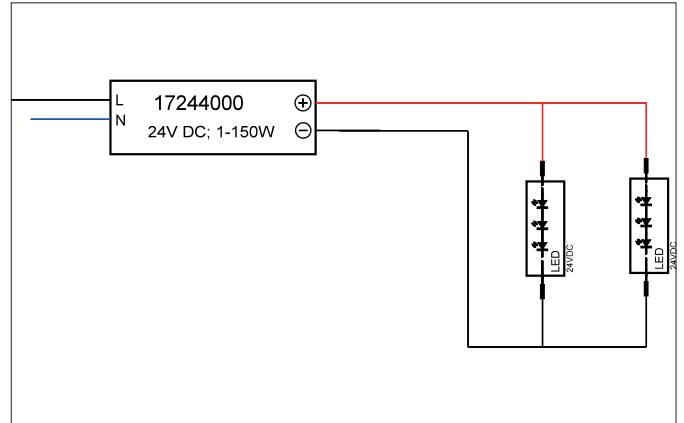 L
17244000
+
N
24V DC; 1-150W
−
LED
24VDC
LED
24VDC